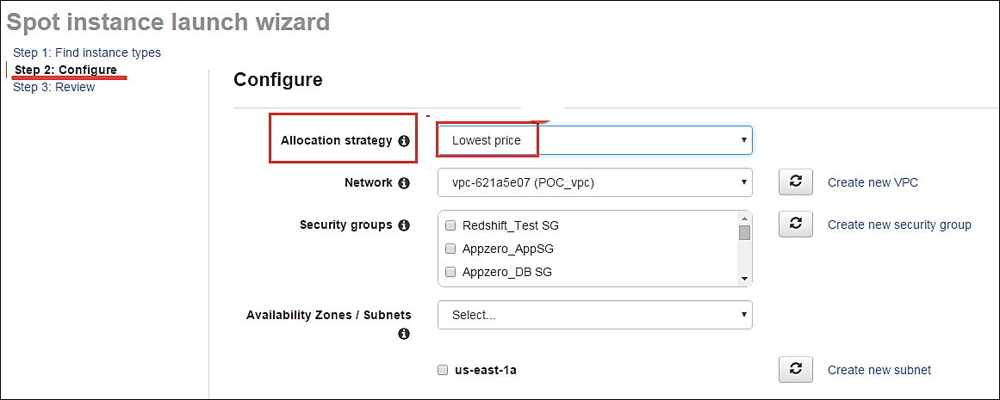 Spot instance launch wizard
Step 1: Find instance types
Step 2: Configure
Step 3: Review
Configure
Allocation strategy Lowest price
Network vpc-621a5e07 (POC_vpc) Create new VPC
Security groups Redshift_Test SG Create new security group
Appzero_AppSG
Appzero_DB SG
Availability Zones / Subnets Select...
us-east-1a Create new subnet